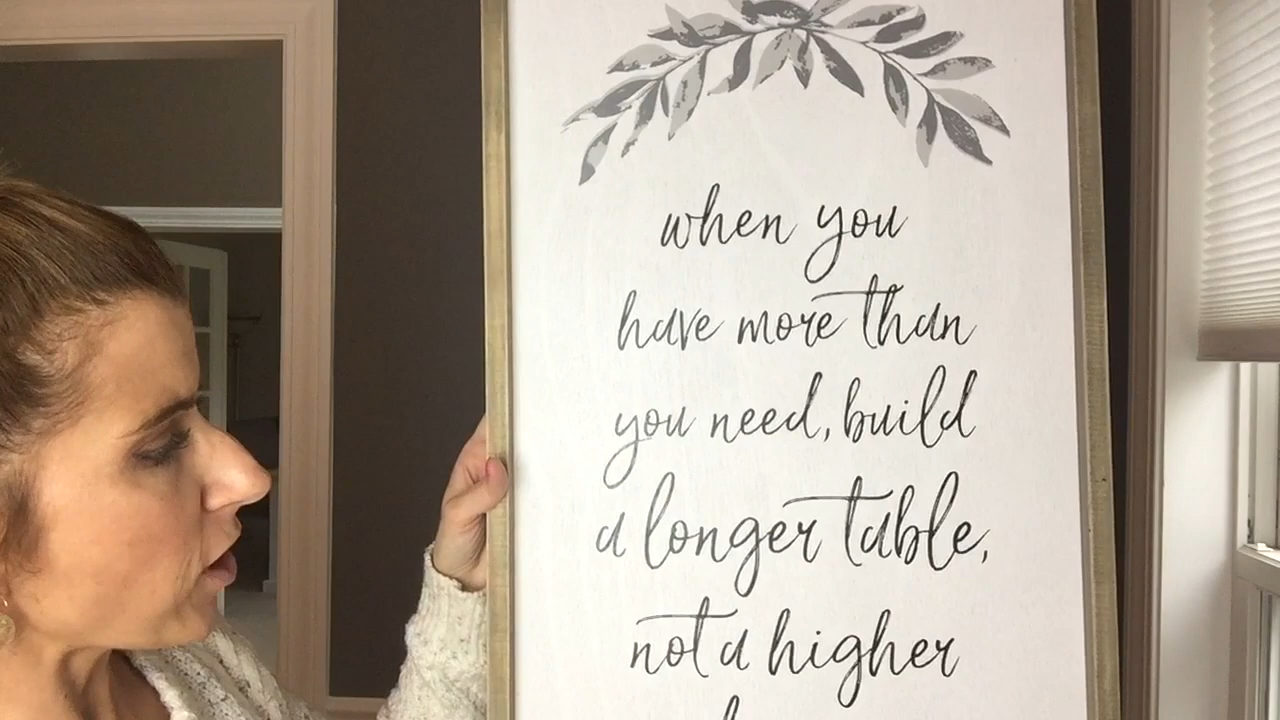 when you
have more than
you need, build
a longer table,
not a higher